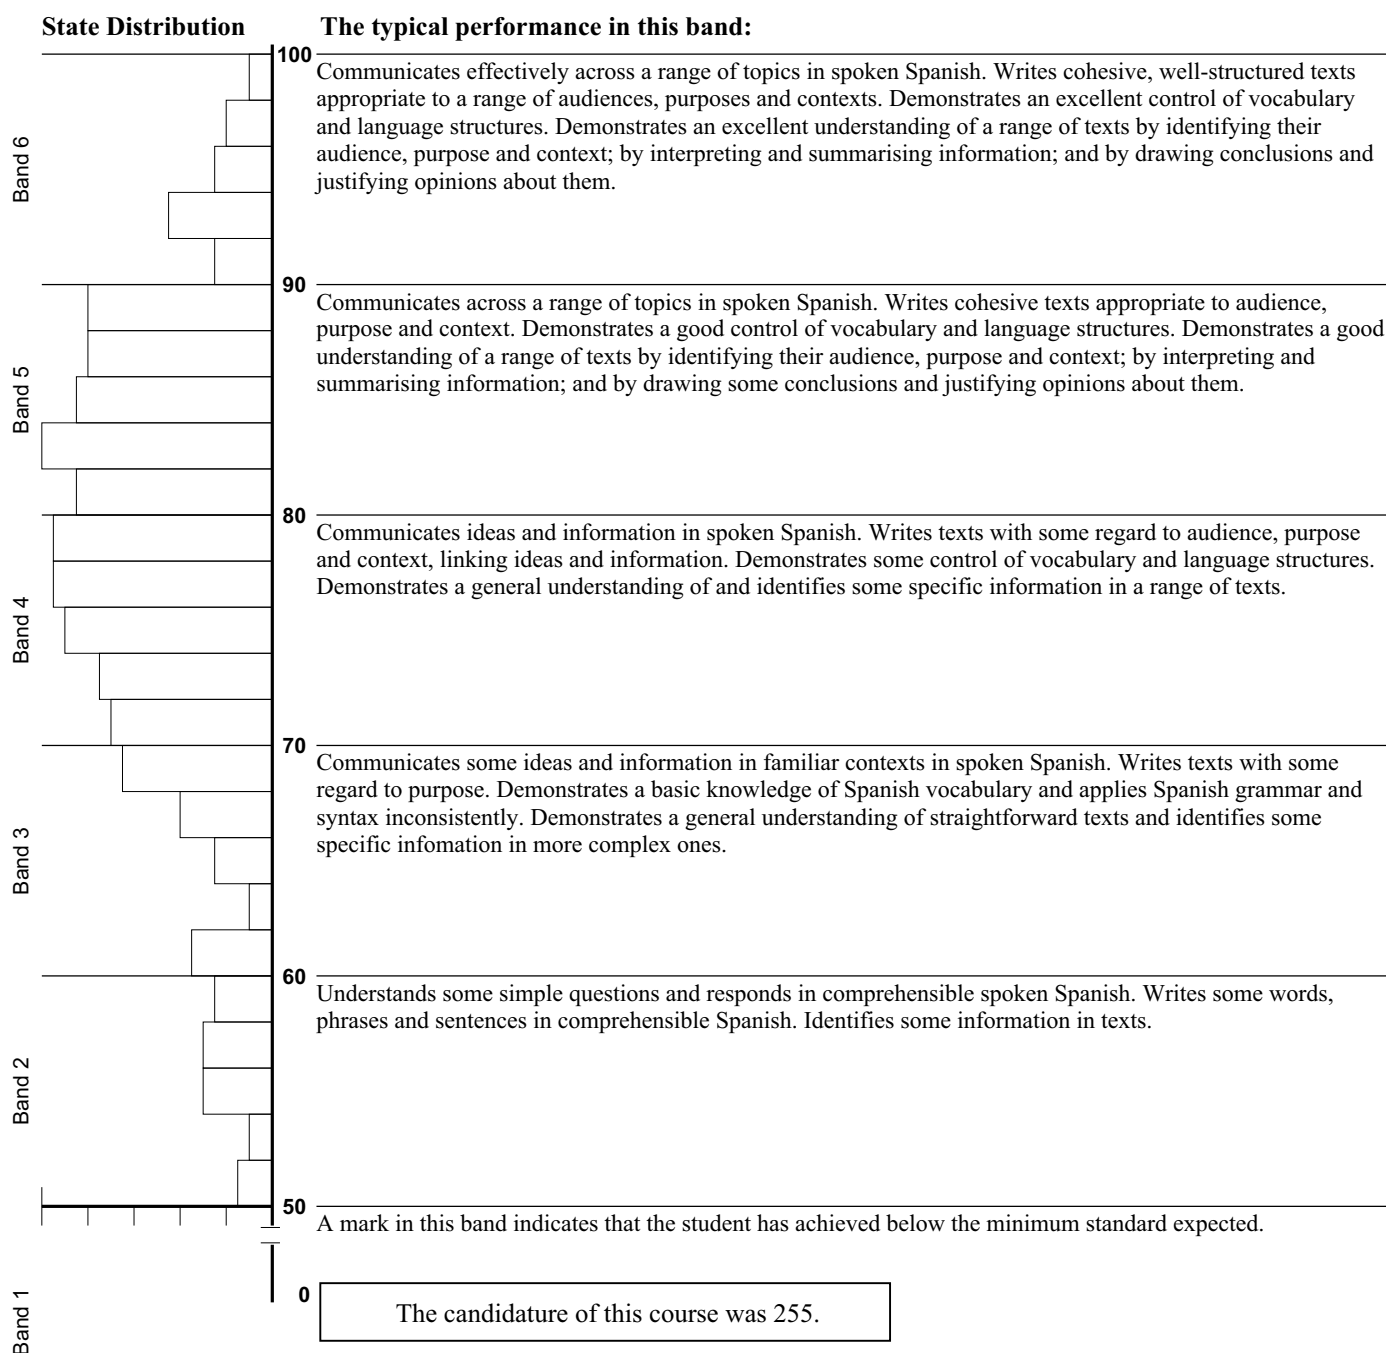 State Distribution
The typical performance in this band:
100
Communicates effectively across a range of topics in spoken Spanish. Writes cohesive, well-structured texts
appropriate to a range of audiences, purposes and contexts. Demonstrates an excellent control of vocabulary
and language structures. Demonstrates an excellent understanding of a range of texts by identifying their
audience, purpose and context; by interpreting and summarising information; and by drawing conclusions and
justifying opinions about them.
Band 6
90
Communicates across a range of topics in spoken Spanish. Writes cohesive texts appropriate to audience,
purpose and context. Demonstrates a good control of vocabulary and language structures. Demonstrates a good
understanding of a range of texts by identifying their audience, purpose and context; by interpreting and
summarising information; and by drawing some conclusions and justifying opinions about them.
Band 5
80
Communicates ideas and information in spoken Spanish. Writes texts with some regard to audience, purpose
and context, linking ideas and information. Demonstrates some control of vocabulary and language structures.
Demonstrates a general understanding of and identifies some specific information in a range of texts.
Band 4
70
Communicates some ideas and information in familiar contexts in spoken Spanish. Writes texts with some
regard to purpose. Demonstrates a basic knowledge of Spanish vocabulary and applies Spanish grammar and
syntax inconsistently. Demonstrates a general understanding of straightforward texts and identifies some
specific infomation in more complex ones.
Band 3
60
Understands some simple questions and responds in comprehensible spoken Spanish. Writes some words,
phrases and sentences in comprehensible Spanish. Identifies some information in texts.
Band 2
50
A mark in this band indicates that the student has achieved below the minimum standard expected.
0
The candidature of this course was 255.
Band 1